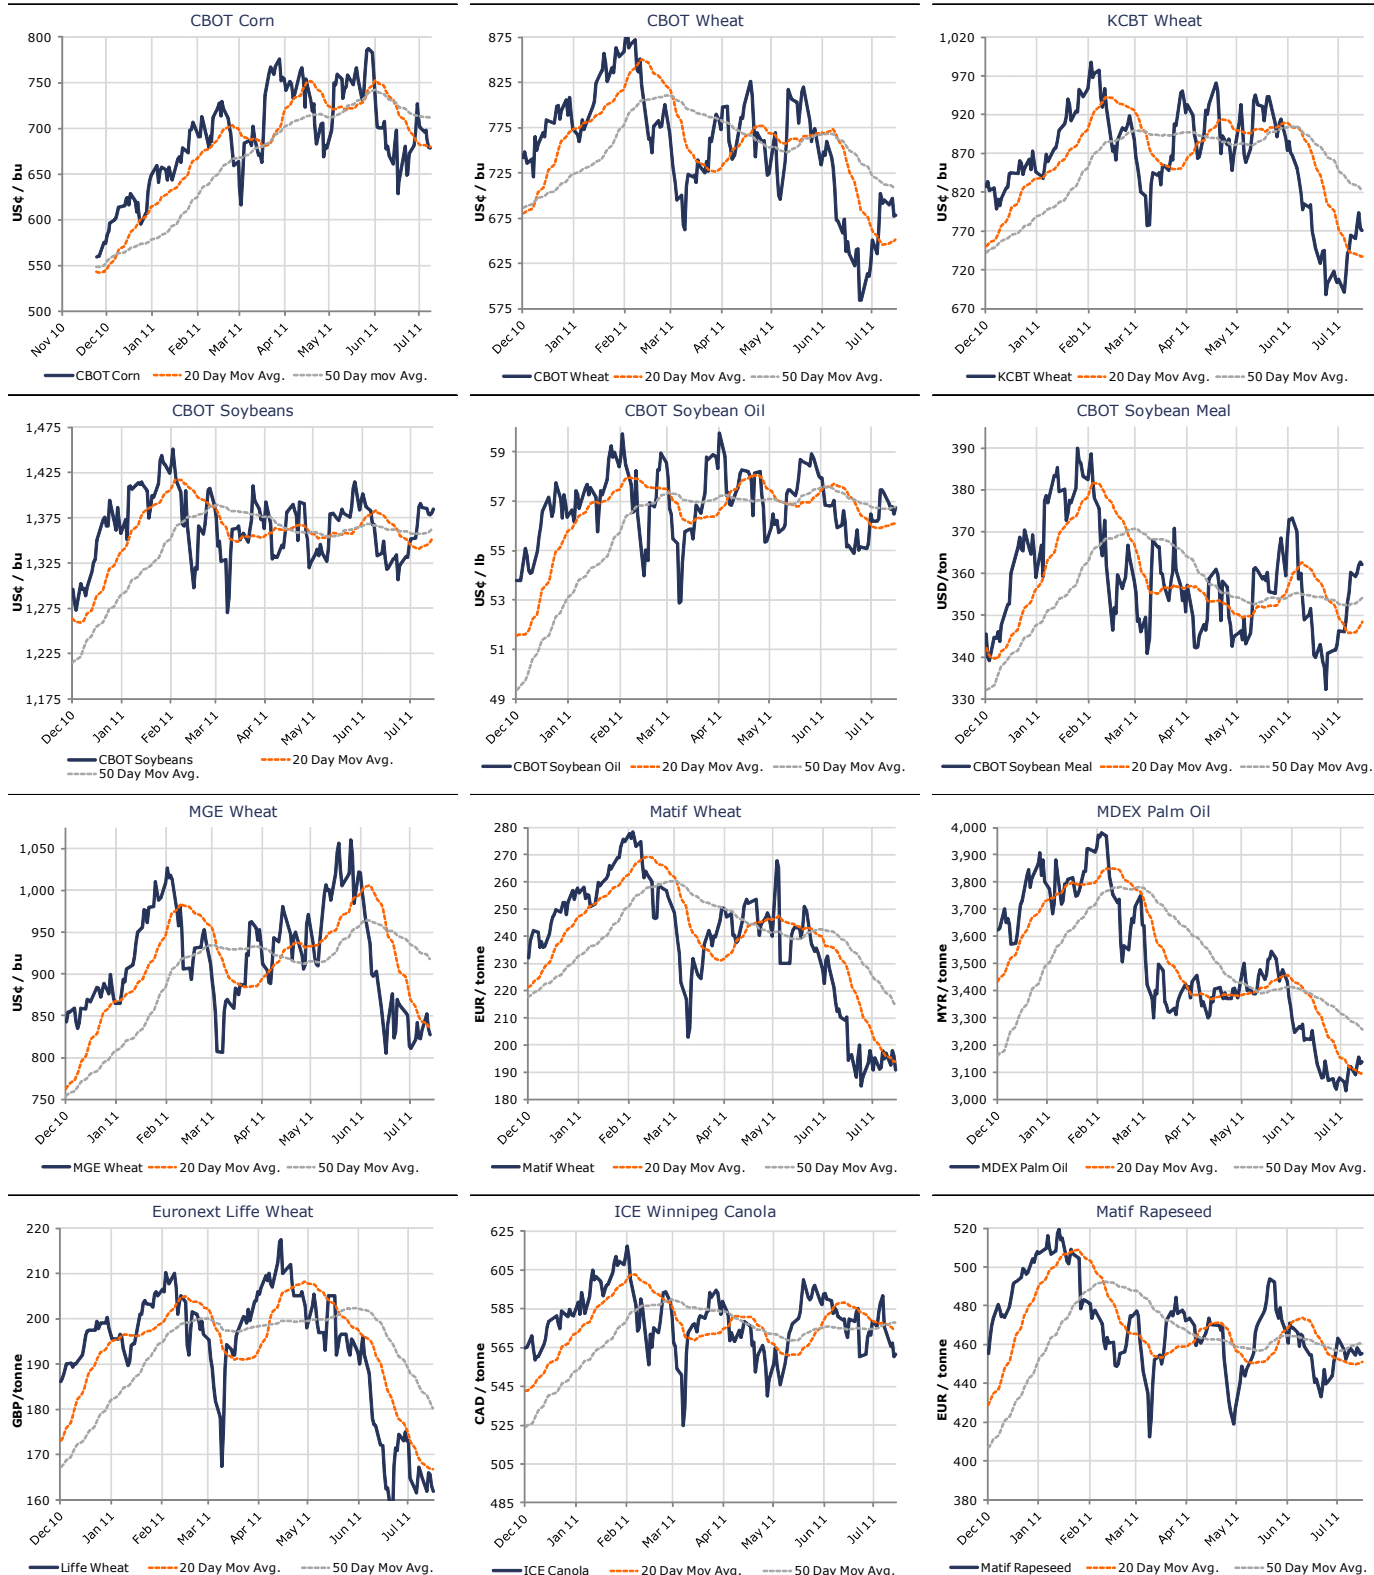 CBOT Corn
800
750
700
650
600
550
500
US¢ / bu
Nov 10
Dec 10
Jan 11
Feb 11
Mar 11
Apr 11
May 11
Jun 11
Jul 11
CBOT Corn 20 Day Mov Avg. 50 Day mov Avg.
CBOT Wheat
875
825
775
725
675
625
575
US¢ / bu
Dec 10
Jan 11
Feb 11
Mar 11
Apr 11
May 11
Jun 11
Jul 11
CBOT Wheat 20 Day Mov Avg. 50 Day Mov Avg.
KCBT Wheat
1,020
970
920
870
820
770
720
670
US¢ / bu
Dec 10
Jan 11
Feb 11
Mar 11
Apr 11
May 11
Jun 11
Jul 11
KCBT Wheat 20 Day Mov Avg. 50 Day Mov Avg.
CBOT Soybeans
1,475
1,425
1,375
1,325
1,275
1,225
1,175
US¢ / bu
Dec 10
Jan 11
Feb 11
Mar 11
Apr 11
May 11
Jun 11
Jul 11
CBOT Soybeans 20 Day Mov Avg.
50 Day Mov Avg.
CBOT Soybean Oil
59
57
55
53
51
49
US¢ / lb
Dec 10
Jan 11
Feb 11
Mar 11
Apr 11
May 11
Jun 11
Jul 11
CBOT Soybean Oil 20 Day Mov Avg. 50 Day Mov Avg.
CBOT Soybean Meal
390
380
370
360
350
340
330
USD/ton
Dec 10
Jan 11
Feb 11
Mar 11
Apr 11
May 11
Jun 11
Jul 11
CBOT Soybean Meal 20 Day Mov Avg. 50 Day Mov Avg.
MGE Wheat
1,050
1,000
950
900
850
800
750
US¢ / bu
Dec 10
Jan 11
Feb 11
Mar 11
Apr 11
May 11
Jun 11
Jul 11
MGE Wheat 20 Day Mov Avg. 50 Day Mov Avg.
Matif Wheat
280
270
260
250
240
230
220
210
200
190
180
EUR/ tonne
Dec 10
Jan 11
Feb 11
Mar 11
Apr 11
May 11
Jun 11
Jul 11
Matif Wheat 20 Day Mov Avg. 50 Day Mov Avg.
MDEX Palm Oil
4,000
3,900
3,800
3,700
3,600
3,500
3,400
3,300
3,200
3,100
3,000
MYR/ tonne
Dec 10
Jan 11
Feb 11
Mar 11
Apr 11
May 11
Jun 11
Jul 11
MDEX Palm Oil 20 Day Mov Avg. 50 Day Mov Avg.
Euronext Liffe Wheat
220
210
200
190
180
170
160
GBP/tonne
Dec 10
Jan 11
Feb 11
Mar 11
Apr 11
May 11
Jun 11
Jul 11
Liffe Wheat 20 Day Mov Avg. 50 Day Mov Avg.
ICE Winnipeg Canola
625
605
585
565
545
525
505
485
CAD / tonne
Dec 10
Jan 11
Feb 11
Mar 11
Apr 11
May 11
Jun 11
Jul 11
ICE Canola 20 Day Mov Avg. 50 Day Mov Avg.
Matif Rapeseed
520
500
480
460
440
420
400
380
EUR / tonne
Dec 10
Jan 11
Feb 11
Mar 11
Apr 11
May 11
Jun 11
Jul 11
Matif Rapeseed 20 Day Mov Avg. 50 Day Mov Avg.